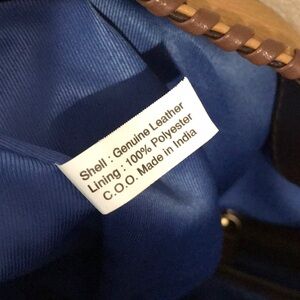 Shell : Genuine Leather
Lining : 100% Polyester
C.O.O. Made in India